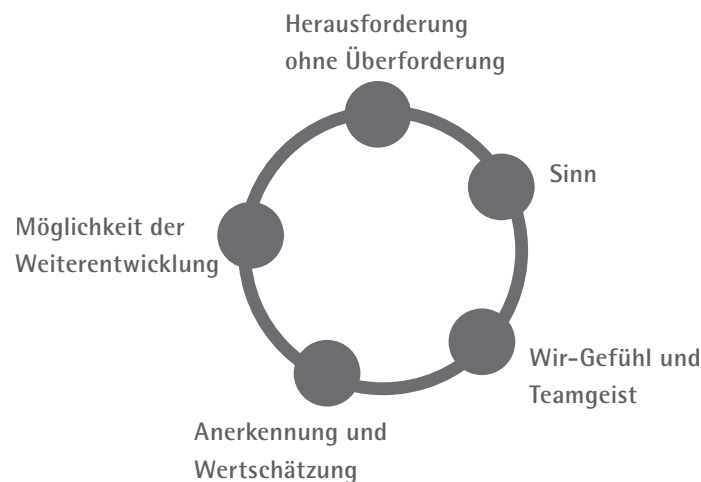 Herausforderung
ohne Überforderung
Sinn
Wir-Gefühl und
Teamgeist
Anerkennung und
Wertschätzung
Möglichkeit der
Weiterentwicklung